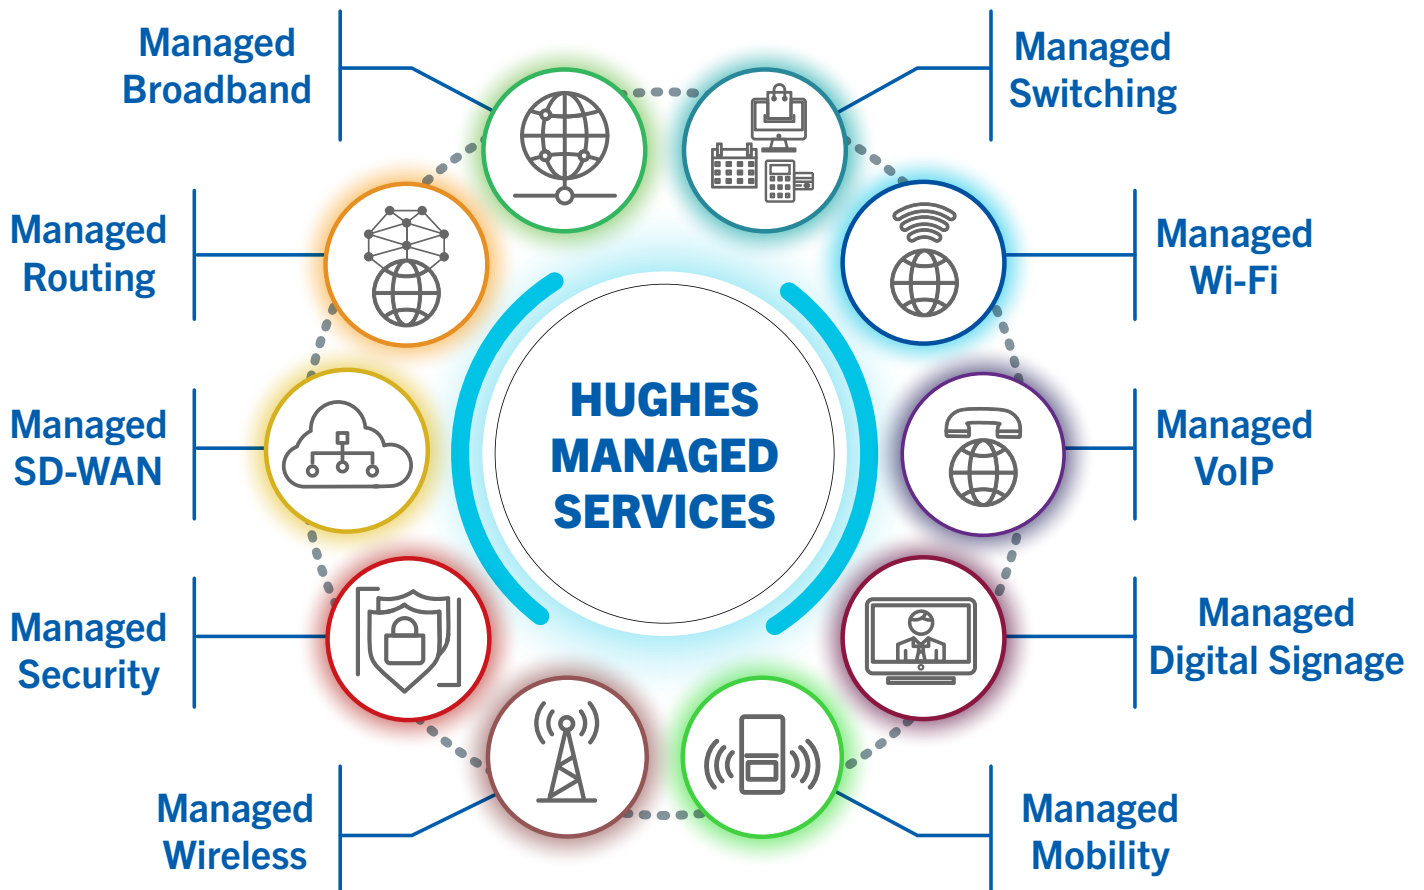 Managed
Broadband
Managed
Switching
Managed
Routing
Managed
Wi-Fi
HUGHES
MANAGED
SERVICES
Managed
SD-WAN
Managed
VoIP
Managed
Security
Managed
Digital Signage
Managed
Wireless
Managed
Mobility